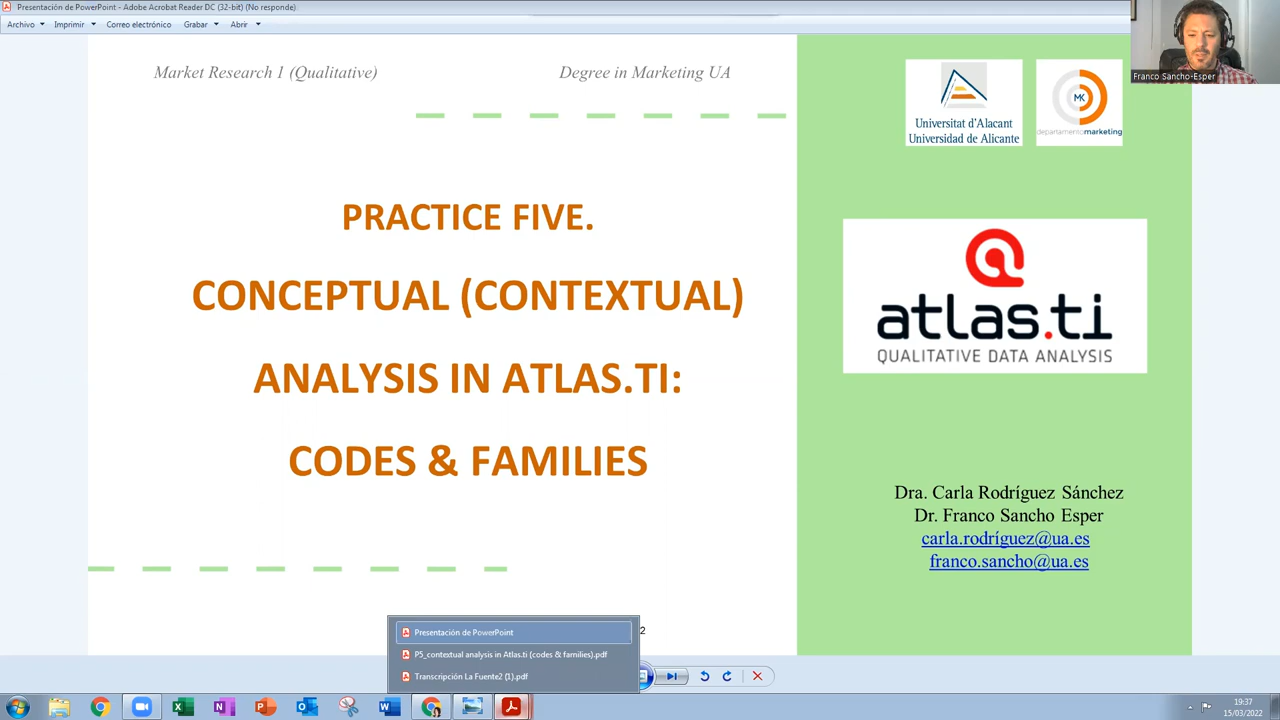 Presentación de PowerPoint - Adobe Acrobat Reader DC (32-bit) (No responde)
Archivo Imprimir Correo electrónico Grabar Abrir
Franco Sancho-Esper
Market Research 1 (Qualitative) Degree in Marketing UA
PRACTICE FIVE.
CONCEPTUAL (CONTEXTUAL)
ANALYSIS IN ATLAS.TI:
CODES & FAMILIES
Universitat d'Alacant
Universidad de Alicante
MK
departamentomarketing
atlas.ti
QUALITATIVE DATA ANALYSIS
Dra. Carla Rodríguez Sánchez
Dr. Franco Sancho Esper
carla.rodríguez@ua.es
franco.sancho@ua.es
2
Presentación de PowerPoint
P5_contextual analysis in Atlas.ti (codes & families).pdf
Transcripción La Fuente2 (1).pdf
19:37
15/03/2022